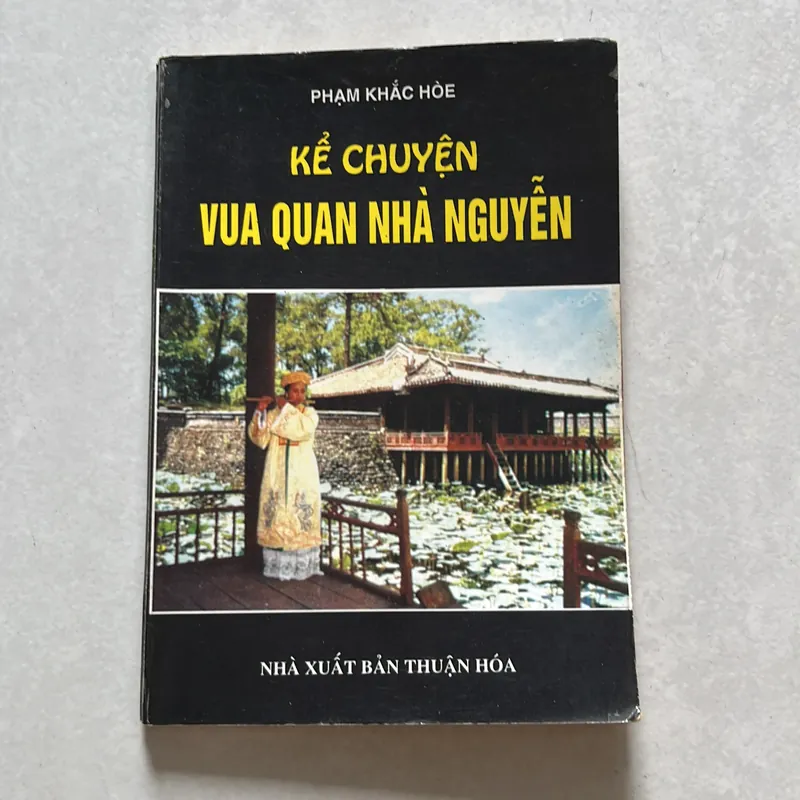 PHẠM KHẮC HÒE
KỂ CHUYỆN
VUA QUAN NHÀ NGUYỄN
NHÀ XUẤT BẢN THUẬN HÓA